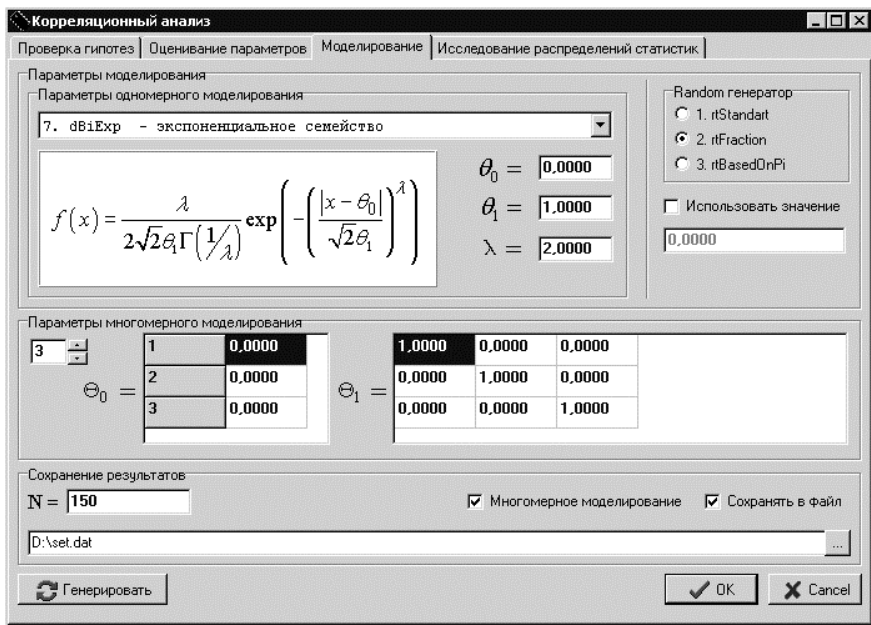 Корреляционный анализ
Проверка гипотез Оценивание параметров Моделирование Исследование распределений статистик
Параметры моделирования
Параметры одномерного моделирования
7. dBiExp - экспоненциальное семейство
f(x) = λ / (2√2θ₁Γ(1/λ)) exp(−(|x − θ₀| / (√2θ₁))^λ)
θ₀ = 0,0000
θ₁ = 1,0000
λ = 2,0000
Random генератор
1. rtStandart
2. rtFraction
3. rtBasedOnPi
Использовать значение
0,0000
Параметры многомерного моделирования
3
Θ₀ =
1 0,0000
2 0,0000
3 0,0000
Θ₁ =
1,0000 0,0000 0,0000
0,0000 1,0000 0,0000
0,0000 0,0000 1,0000
Сохранение результатов
N = 150
Многомерное моделирование
Сохранять в файл
D:\set.dat
...
Генерировать
OK
Cancel